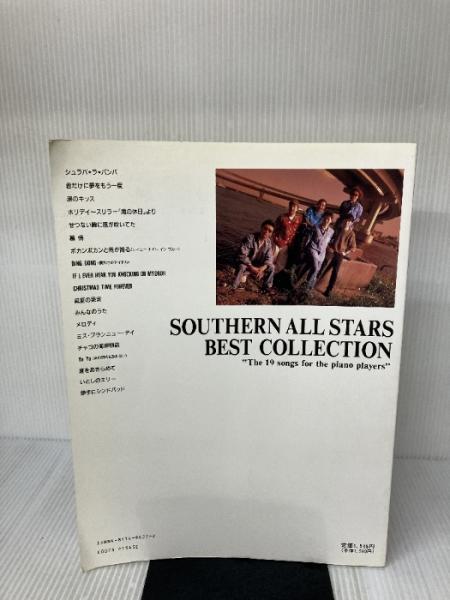 シュラバ★ラ★バンバ
君だけに夢をもう一度
涙のキッス
ホリデイ～スリラー「魔の休日」より
せつない胸に風が吹いてた
慕情
ポカンポカンと雨が降る
DING DONG
IF I EVER HEAR YOU KNOCKING ON MY DOOR
CHRISTMAS TIME FOREVER
真夏の果実
みんなのうた
メロディ
ミス・ブランニュー・デイ
チャコの海岸物語
Ya Ya
夏をあきらめて
いとしのエリー
勝手にシンドバッド
SOUTHERN ALL STARS
BEST COLLECTION
"The 19 songs for the piano players"